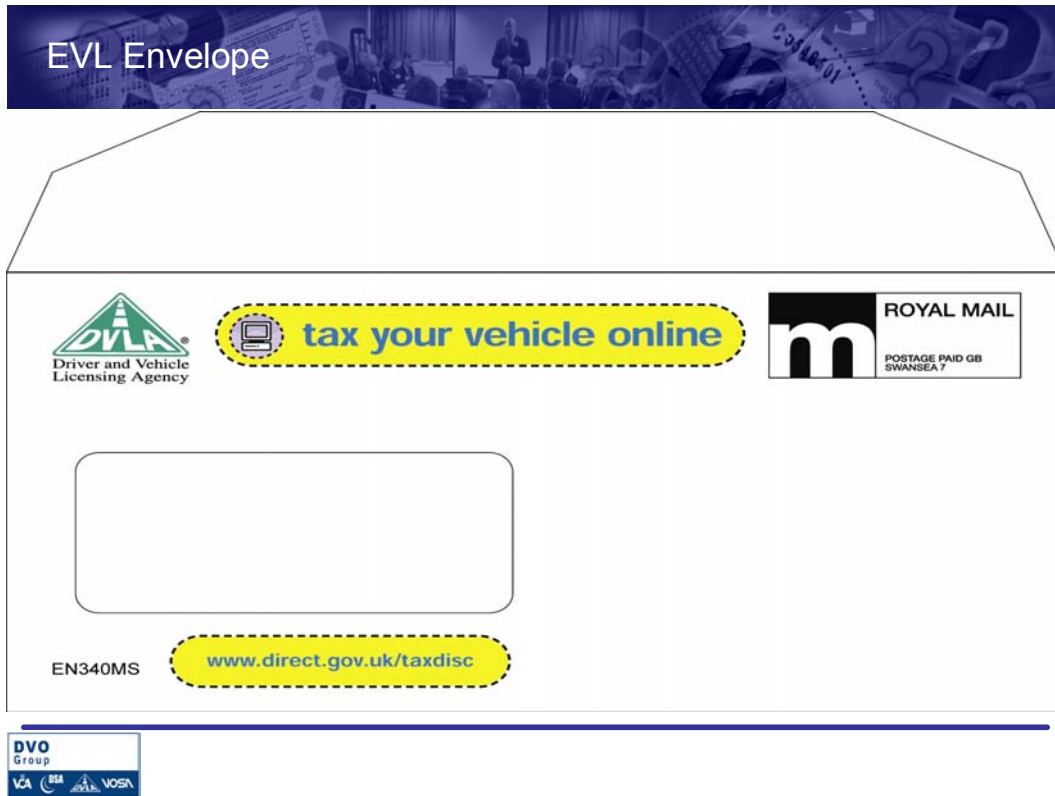 EVL Envelope
DVLA®
Driver and Vehicle
Licensing Agency
tax your vehicle online
ROYAL MAIL
POSTAGE PAID GB
SWANSEA 7
www.direct.gov.uk/taxdisc
EN340MS
DVO
Group
VCA DSA DVLA VOSA